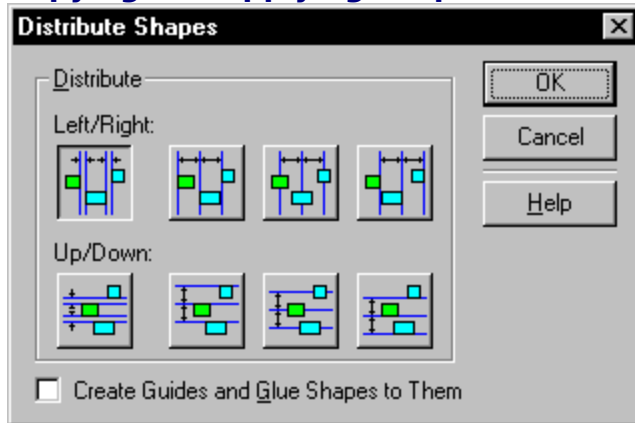 Distribute Shapes
Distribute
OK
Left/Right:
Cancel
Help
Up/Down:
Create Guides and Glue Shapes to Them